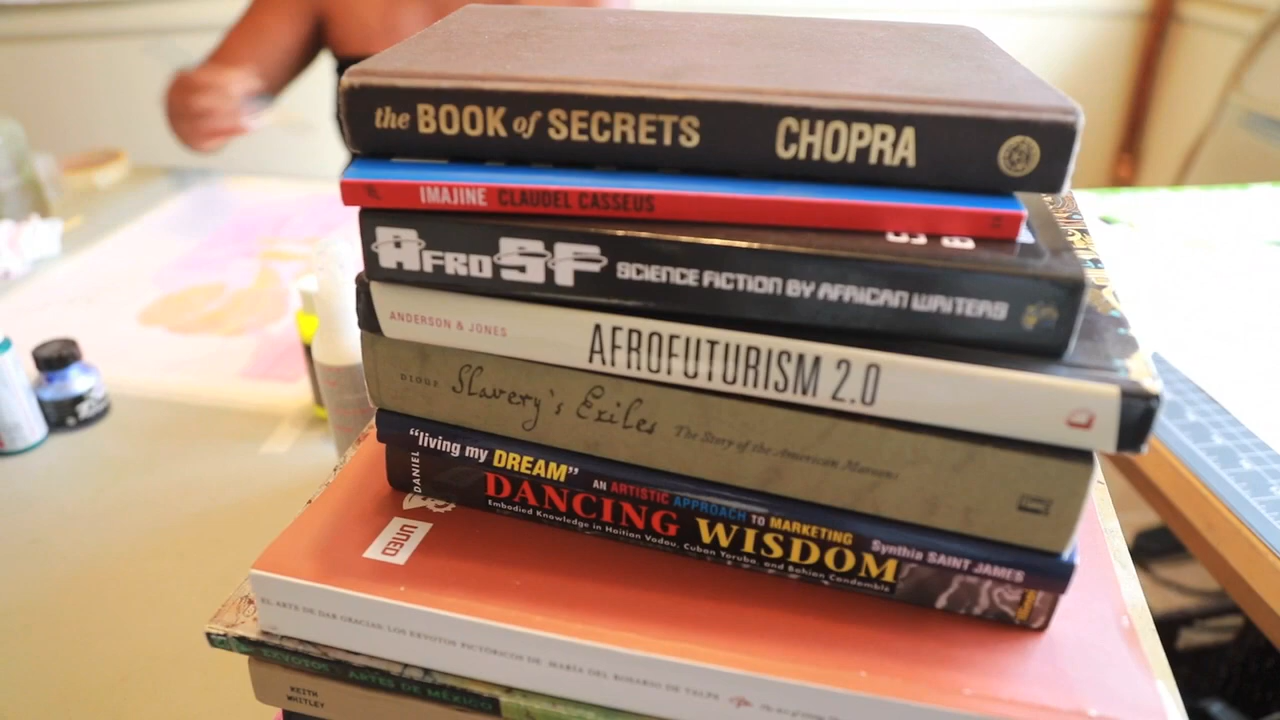 the BOOK of SECRETS CHOPRA
IMAJINE CLAUDEL CASSEUS
AFRO SF SCIENCE FICTION BY AFRICAN WRITERS
ANDERSON & JONES AFROFUTURISM 2.0
DIOUF Slavery's Exiles The Story of the American Maroons
"living my DREAM" AN ARTISTIC APPROACH TO MARKETING Synthia SAINT JAMES
DANIEL DANCING WISDOM
Embodied Knowledge in Haitian Vodou, Cuban Yoruba, and Bahian Candomblé
UNED
EL ARTE DE DAR GRACIAS: LOS EXVOTOS PICTÓRICOS DE MARÍA DEL ROSARIO DE TALPA
EXVOTOS ARTES DE MÉXICO
KEITH
WHITLEY